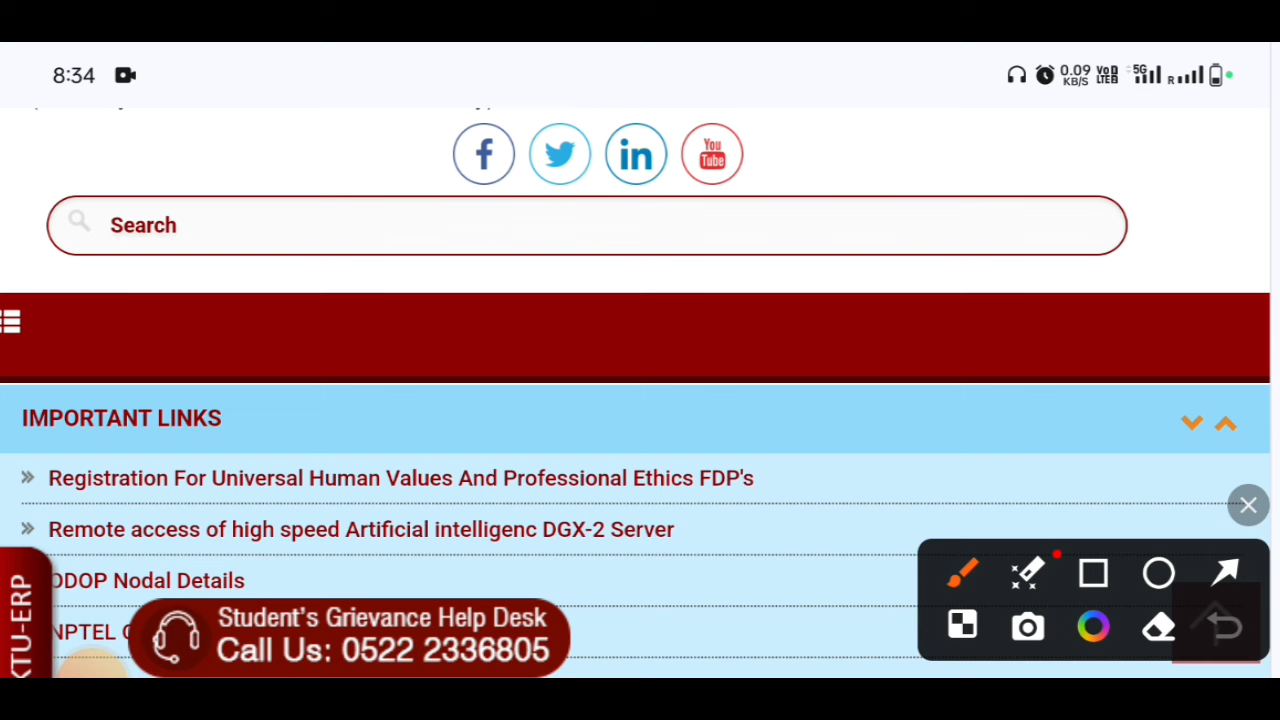 8:34
0.09 KB/S
VoD LTE
5G
R
f
in
You Tube
Search
IMPORTANT LINKS
Registration For Universal Human Values And Professional Ethics FDP's
Remote access of high speed Artificial intelligenc DGX-2 Server
ODOP Nodal Details
NPTEL
Student's Grievance Help Desk
Call Us: 0522 2336805
KTU-ERP